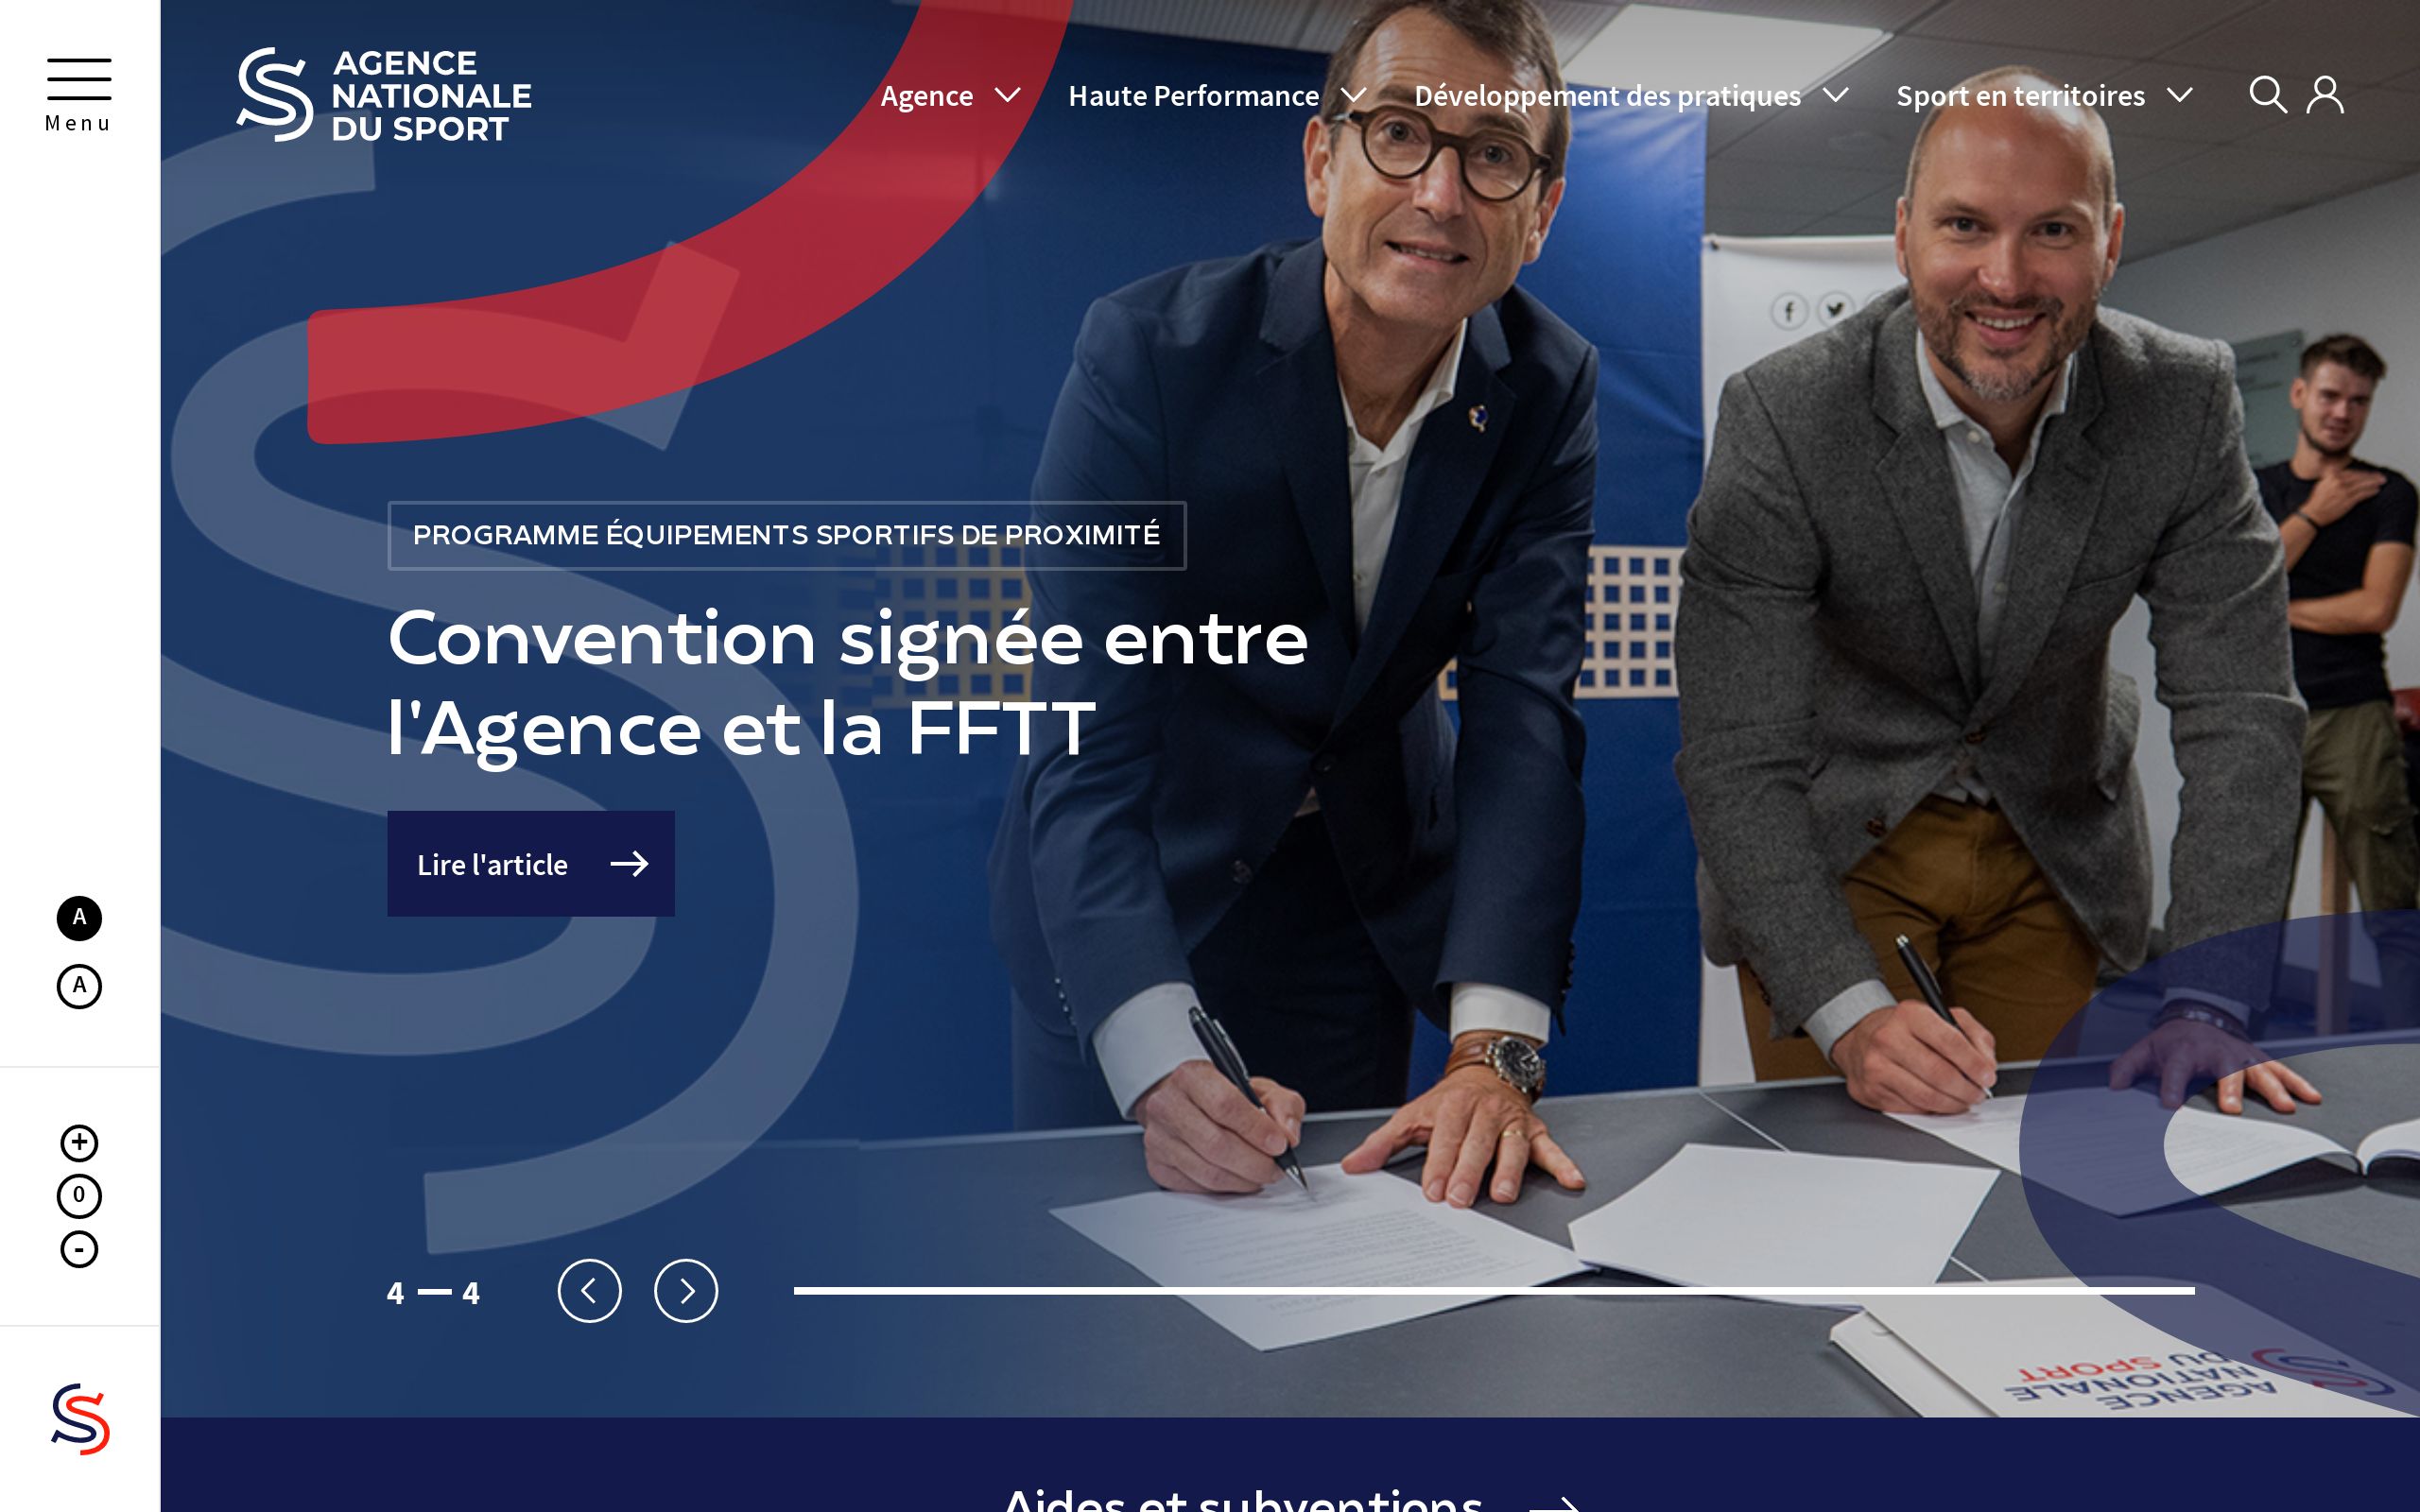 Menu
AGENCE
NATIONALE
DU SPORT
Agence
Haute Performance
Développement des pratiques
Sport en territoires
PROGRAMME ÉQUIPEMENTS SPORTIFS DE PROXIMITÉ
Convention signée entre
l'Agence et la FFTT
Lire l'article
A
A
+
0
-
4 — 4
AGENCE
NATIONALE
DU SPORT
Aides et subventions